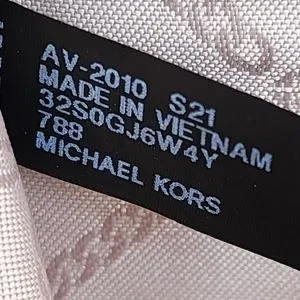 AV-2010 S21
MADE IN VIETNAM
32S0GJ6W4Y
788
MICHAEL KORS